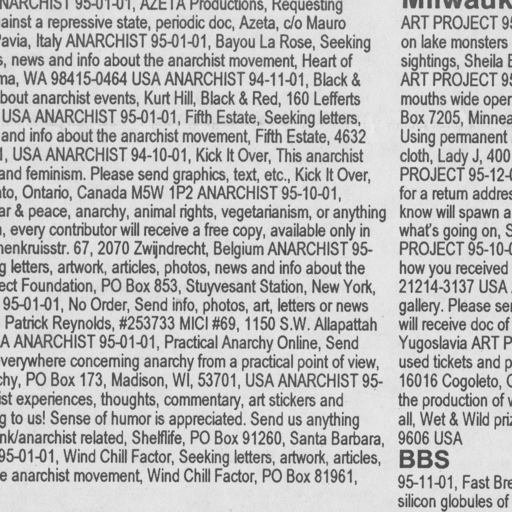 NARCHIST 95-01-01, AZETA Productions, Requesting
ainst a repressive state, periodic doc, Azeta, c/o Mauro
Pavia, Italy ANARCHIST 95-01-01, Bayou La Rose, Seeking
s, news and info about the anarchist movement, Heart of
ma, WA 98415-0464 USA ANARCHIST 94-11-01, Black &
bout anarchist events, Kurt Hill, Black & Red, 160 Lefferts
USA ANARCHIST 95-01-01, Fifth Estate, Seeking letters,
and info about the anarchist movement, Fifth Estate, 4632
1, USA ANARCHIST 94-10-01, Kick It Over, This anarchist
and feminism. Please send graphics, text, etc., Kick It Over,
nto, Ontario, Canada M5W 1P2 ANARCHIST 95-10-01,
ar & peace, anarchy, animal rights, vegetarianism, or anything
, every contributor will receive a free copy, available only in
nenkruisstr. 67, 2070 Zwijndrecht, Belgium ANARCHIST 95-
g letters, artwork, articles, photos, news and info about the
ect Foundation, PO Box 853, Stuyvesant Station, New York,
95-01-01, No Order, Send info, photos, art, letters or news
Patrick Reynolds, #253733 MICI #69, 1150 S.W. Allapattah
A ANARCHIST 95-01-01, Practical Anarchy Online, Send
verywhere concerning anarchy from a practical point of view,
chy, PO Box 173, Madison, WI, 53701, USA ANARCHIST 95-
ist experiences, thoughts, commentary, art stickers and
g to us! Sense of humor is appreciated. Send us anything
nk/anarchist related, Shelflife, PO Box 91260, Santa Barbara,
95-01-01, Wind Chill Factor, Seeking letters, artwork, articles,
e anarchist movement, Wind Chill Factor, PO Box 81961,
Milwauk
ART PROJECT 95
on lake monsters
sightings, Sheila B
ART PROJECT 95
mouths wide open
Box 7205, Minnea
Using permanent
cloth, Lady J, 400
PROJECT 95-12-0
for a return addres
know will spawn a
what's going on, S
PROJECT 95-10-0
how you received
21214-3137 USA
gallery. Please sen
will receive doc of
Yugoslavia ART P
used tickets and p
16016 Cogoleto, G
the production of w
all, Wet & Wild priz
9606 USA
BBS
95-11-01, Fast Bre
silicon globules of